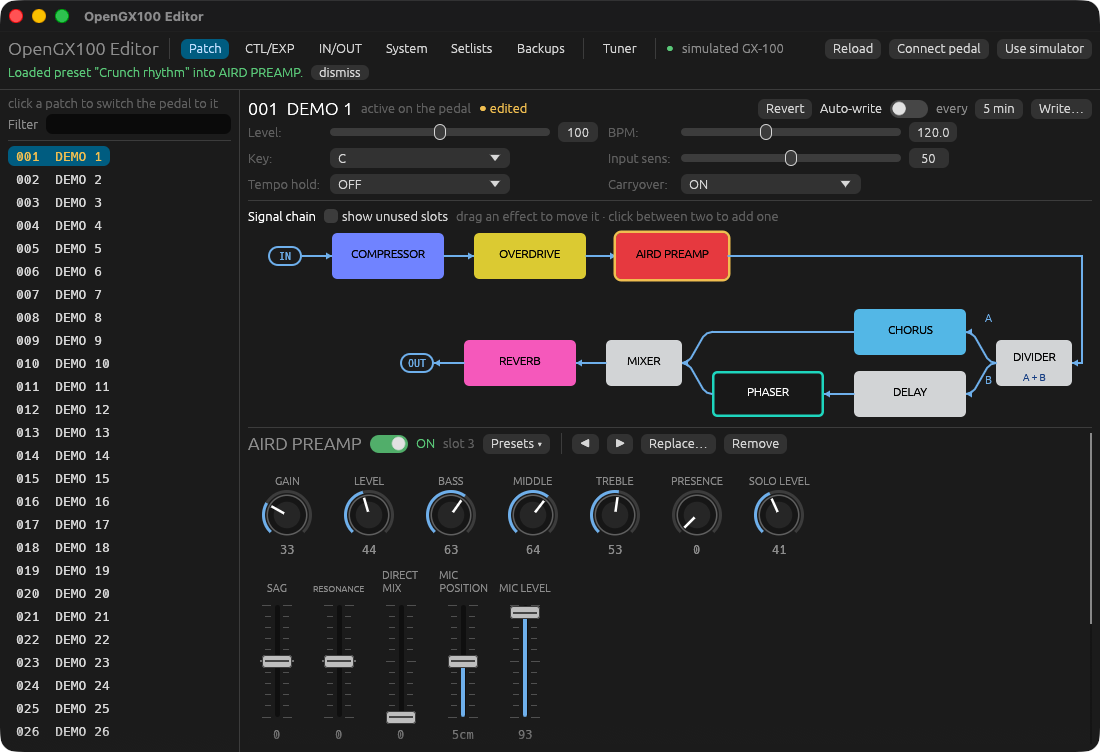 OpenGX100 Editor
OpenGX100 Editor Patch CTL/EXP IN/OUT System Setlists Backups Tuner simulated GX-100 Reload Connect pedal Use simulator
Loaded preset "Crunch rhythm" into AIRD PREAMP. dismiss
click a patch to switch the pedal to it
Filter
001 DEMO 1
002 DEMO 2
003 DEMO 3
004 DEMO 4
005 DEMO 5
006 DEMO 6
007 DEMO 7
008 DEMO 8
009 DEMO 9
010 DEMO 10
011 DEMO 11
012 DEMO 12
013 DEMO 13
014 DEMO 14
015 DEMO 15
016 DEMO 16
017 DEMO 17
018 DEMO 18
019 DEMO 19
020 DEMO 20
021 DEMO 21
022 DEMO 22
023 DEMO 23
024 DEMO 24
025 DEMO 25
026 DEMO 26
001 DEMO 1 active on the pedal edited Revert Auto-write every 5 min Write…
Level: 100 BPM: 120.0
Key: C Input sens: 50
Tempo hold: OFF Carryover: ON
Signal chain show unused slots drag an effect to move it · click between two to add one
IN COMPRESSOR OVERDRIVE AIRD PREAMP
CHORUS A
OUT REVERB MIXER DIVIDER
A + B
PHASER DELAY B
AIRD PREAMP ON slot 3 Presets ◀ ▶ Replace… Remove
GAIN LEVEL BASS MIDDLE TREBLE PRESENCE SOLO LEVEL
33 44 63 64 53 0 41
SAG RESONANCE DIRECT MIX MIC POSITION MIC LEVEL
0 0 0 5cm 93